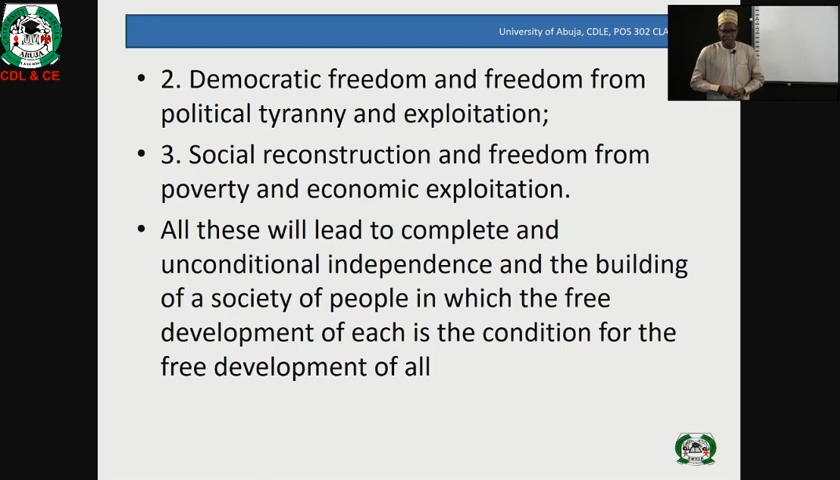 ABUJA
CDL & CE
University of Abuja, CDLE, POS 302 CLA
• 2. Democratic freedom and freedom from
political tyranny and exploitation;
• 3. Social reconstruction and freedom from
poverty and economic exploitation.
• All these will lead to complete and
unconditional independence and the building
of a society of people in which the free
development of each is the condition for the
free development of all